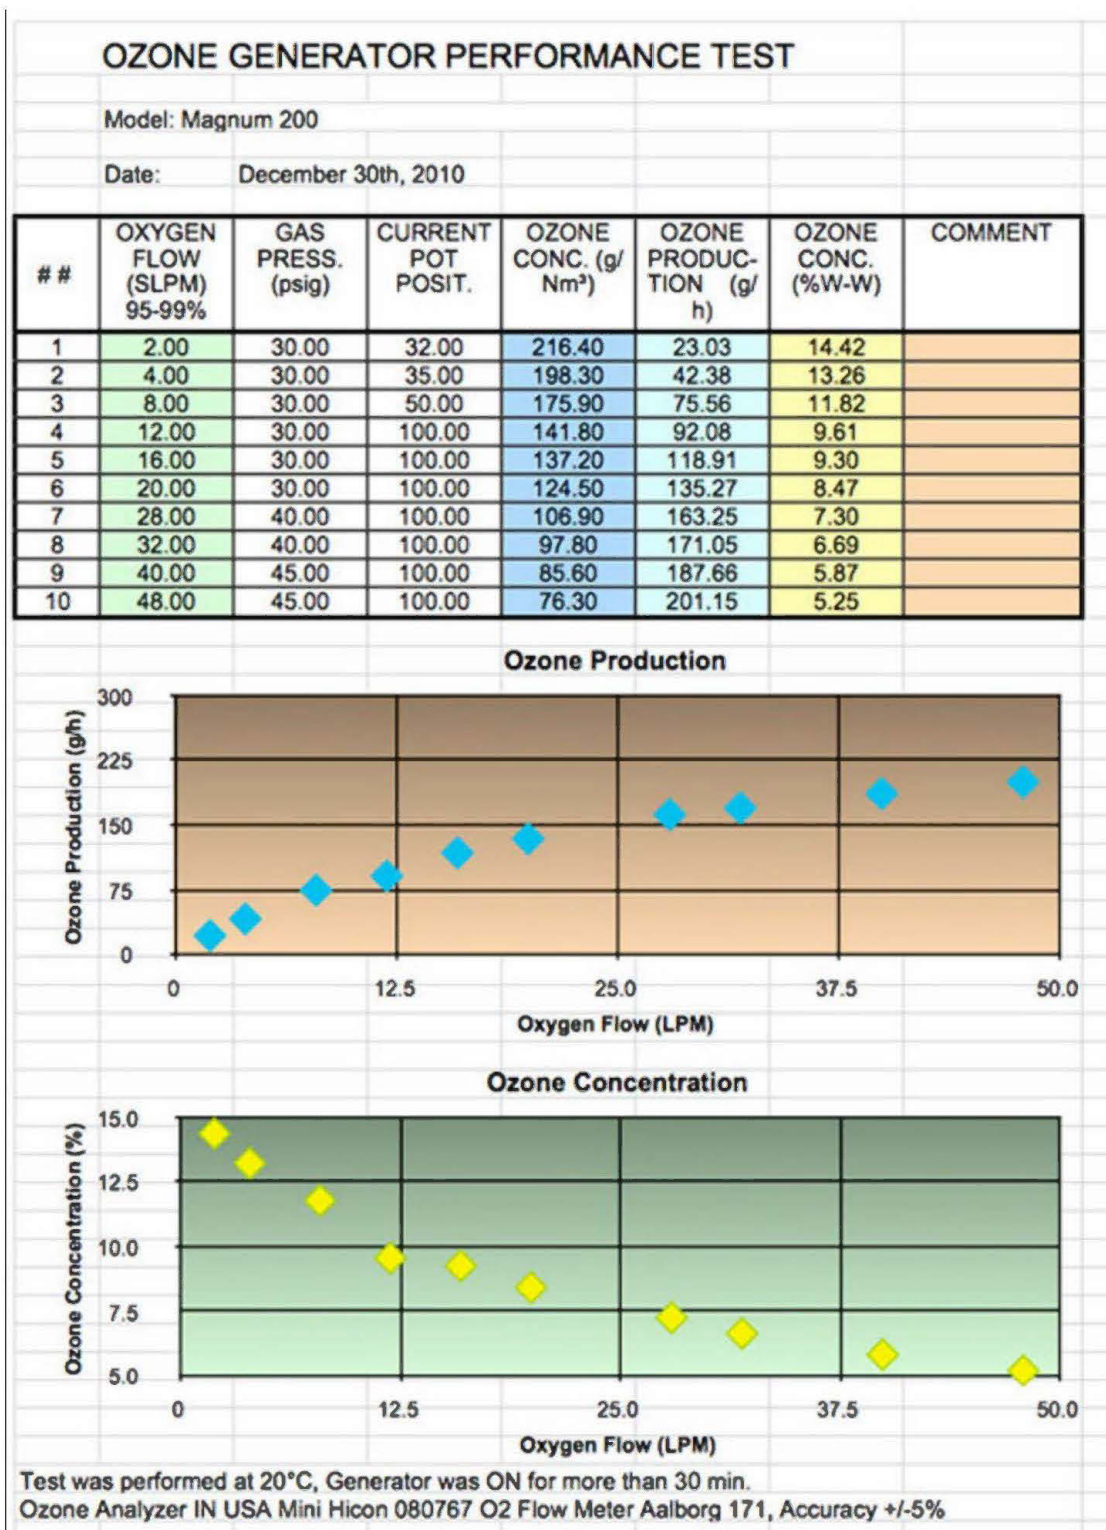 OZONE GENERATOR PERFORMANCE TEST
Model: Magnum 200
Date: December 30th, 2010
# # OXYGEN FLOW (SLPM) 95-99% GAS PRESS. (psig) CURRENT POT POSIT. OZONE CONC. (g/ Nm³) OZONE PRODUC- TION (g/ h) OZONE CONC. (%W-W) COMMENT
1 2.00 30.00 32.00 216.40 23.03 14.42
2 4.00 30.00 35.00 198.30 42.38 13.26
3 8.00 30.00 50.00 175.90 75.56 11.82
4 12.00 30.00 100.00 141.80 92.08 9.61
5 16.00 30.00 100.00 137.20 118.91 9.30
6 20.00 30.00 100.00 124.50 135.27 8.47
7 28.00 40.00 100.00 106.90 163.25 7.30
8 32.00 40.00 100.00 97.80 171.05 6.69
9 40.00 45.00 100.00 85.60 187.66 5.87
10 48.00 45.00 100.00 76.30 201.15 5.25
Ozone Production
Ozone Production (g/h)
300
225
150
75
0
0 12.5 25.0 37.5 50.0
Oxygen Flow (LPM)
Ozone Concentration
Ozone Concentration (%)
15.0
12.5
10.0
7.5
5.0
0 12.5 25.0 37.5 50.0
Oxygen Flow (LPM)
Test was performed at 20°C, Generator was ON for more than 30 min.
Ozone Analyzer IN USA Mini Hicon 080767 O2 Flow Meter Aalborg 171, Accuracy +/-5%